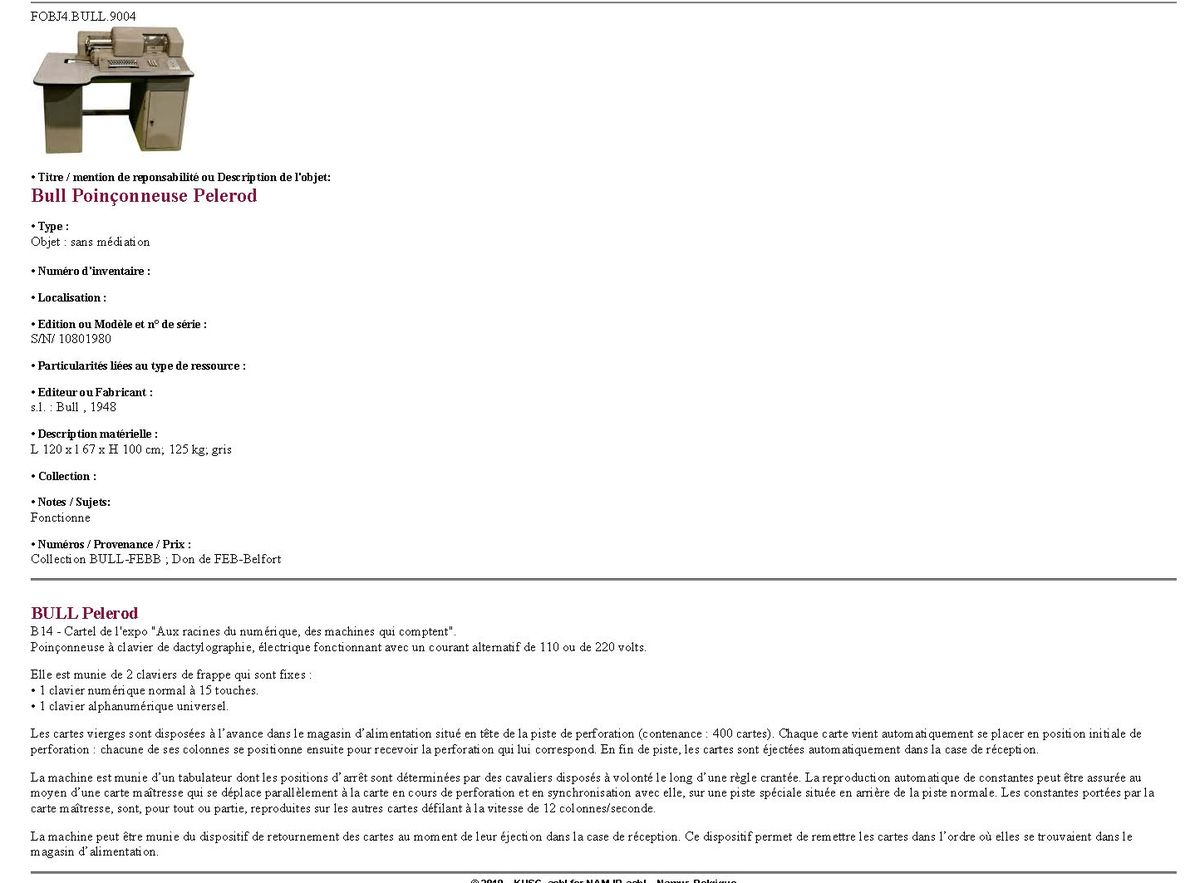 FOBJ4.BULL.9004
• Titre / mention de reponsabilité ou Description de l'objet:
Bull Poinçonneuse Pelerod
• Type :
Objet : sans médiation
• Numéro d'inventaire :
• Localisation :
• Edition ou Modèle et n° de série :
S/N/ 10801980
• Particularités liées au type de ressource :
• Editeur ou Fabricant :
s.l. : Bull , 1948
• Description matérielle :
L 120 x l 67 x H 100 cm; 125 kg; gris
• Collection :
• Notes / Sujets:
Fonctionne
• Numéros / Provenance / Prix :
Collection BULL-FEBB ; Don de FEB-Belfort
BULL Pelerod
B14 - Cartel de l'expo "Aux racines du numérique, des machines qui comptent".
Poinçonneuse à clavier de dactylographie, électrique fonctionnant avec un courant alternatif de 110 ou de 220 volts.
Elle est munie de 2 claviers de frappe qui sont fixes :
• 1 clavier numérique normal à 15 touches.
• 1 clavier alphanumérique universel.
Les cartes vierges sont disposées à l’avance dans le magasin d’alimentation situé en tête de la piste de perforation (contenance : 400 cartes). Chaque carte vient automatiquement se placer en position initiale de
perforation : chacune de ses colonnes se positionne ensuite pour recevoir la perforation qui lui correspond. En fin de piste, les cartes sont éjectées automatiquement dans la case de réception.
La machine est munie d’un tabulateur dont les positions d’arrêt sont déterminées par des cavaliers disposés à volonté le long d’une règle crantée. La reproduction automatique de constantes peut être assurée au
moyen d’une carte maîtresse qui se déplace parallèlement à la carte en cours de perforation et en synchronisation avec elle, sur une piste spéciale située en arrière de la piste normale. Les constantes portées par la
carte maîtresse, sont, pour tout ou partie, reproduites sur les autres cartes défilant à la vitesse de 12 colonnes/seconde.
La machine peut être munie du dispositif de retournement des cartes au moment de leur éjection dans la case de réception. Ce dispositif permet de remettre les cartes dans l’ordre où elles se trouvaient dans le
magasin d’alimentation.